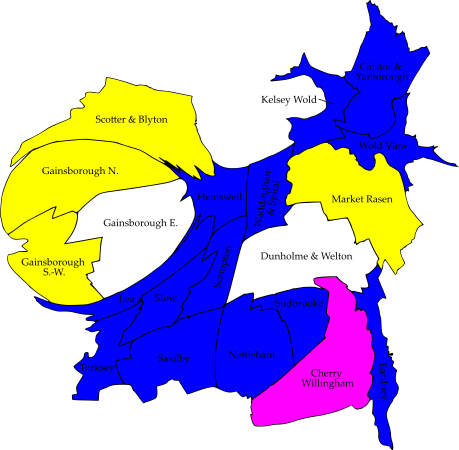 Caistor &
Yarborough
Kelsey Wold
Scotter & Blyton
Wold View
Gainsborough N.
Hemswell
Waddingham
& Spital
Market Rasen
Gainsborough E.
Dunholme & Welton
Gainsborough
S.-W.
Scampton
Lea
Stow
Sudbrooke
Saxilby
Nettleham
Torksey
Cherry
Willingham
Bardney